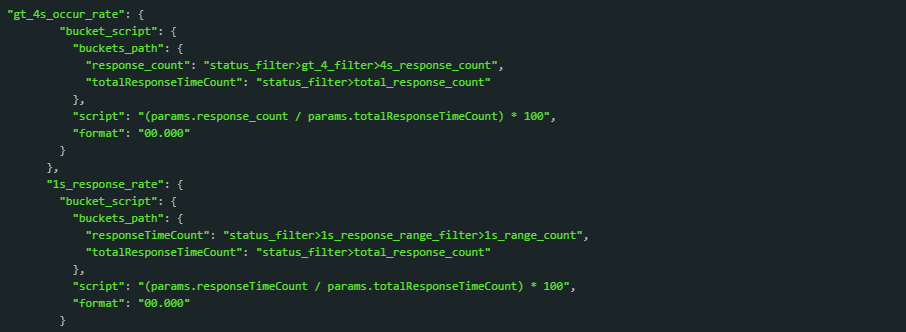 "gt_4s_occur_rate": {
"bucket_script": {
"buckets_path": {
"response_count": "status_filter>gt_4_filter>4s_response_count",
"totalResponseTimeCount": "status_filter>total_response_count"
},
"script": "(params.response_count / params.totalResponseTimeCount) * 100",
"format": "00.000"
}
},
"1s_response_rate": {
"bucket_script": {
"buckets_path": {
"responseTimeCount": "status_filter>1s_response_range_filter>1s_range_count",
"totalResponseTimeCount": "status_filter>total_response_count"
},
"script": "(params.responseTimeCount / params.totalResponseTimeCount) * 100",
"format": "00.000"
}